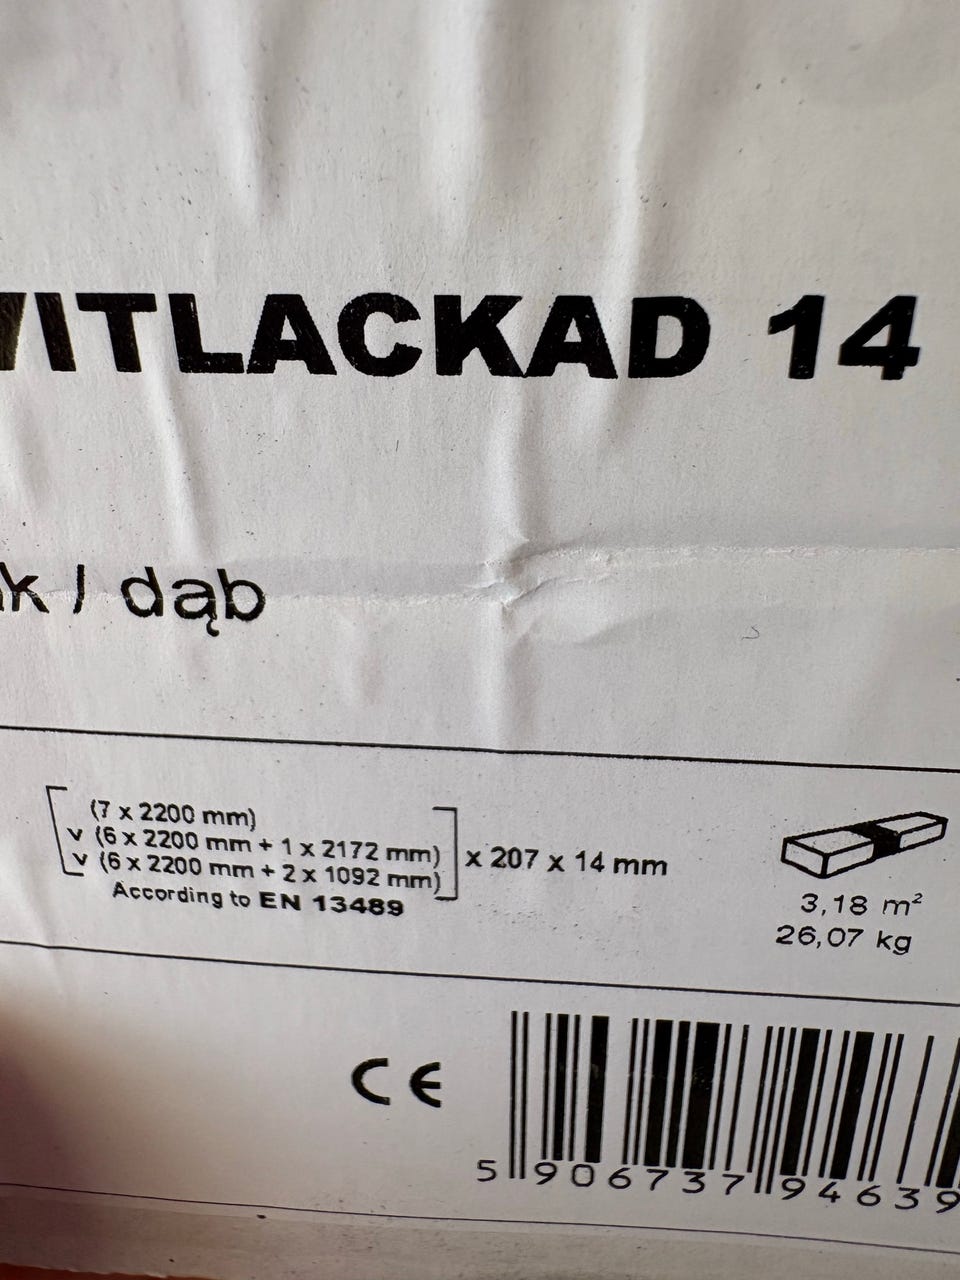 VITLACKAD 14
k / dąb
(7 x 2200 mm)
v (6 x 2200 mm + 1 x 2172 mm)
v (6 x 2200 mm + 2 x 1092 mm)
x 207 x 14 mm
According to EN 13489
3,18 m²
26,07 kg
CE
5 906737 94639